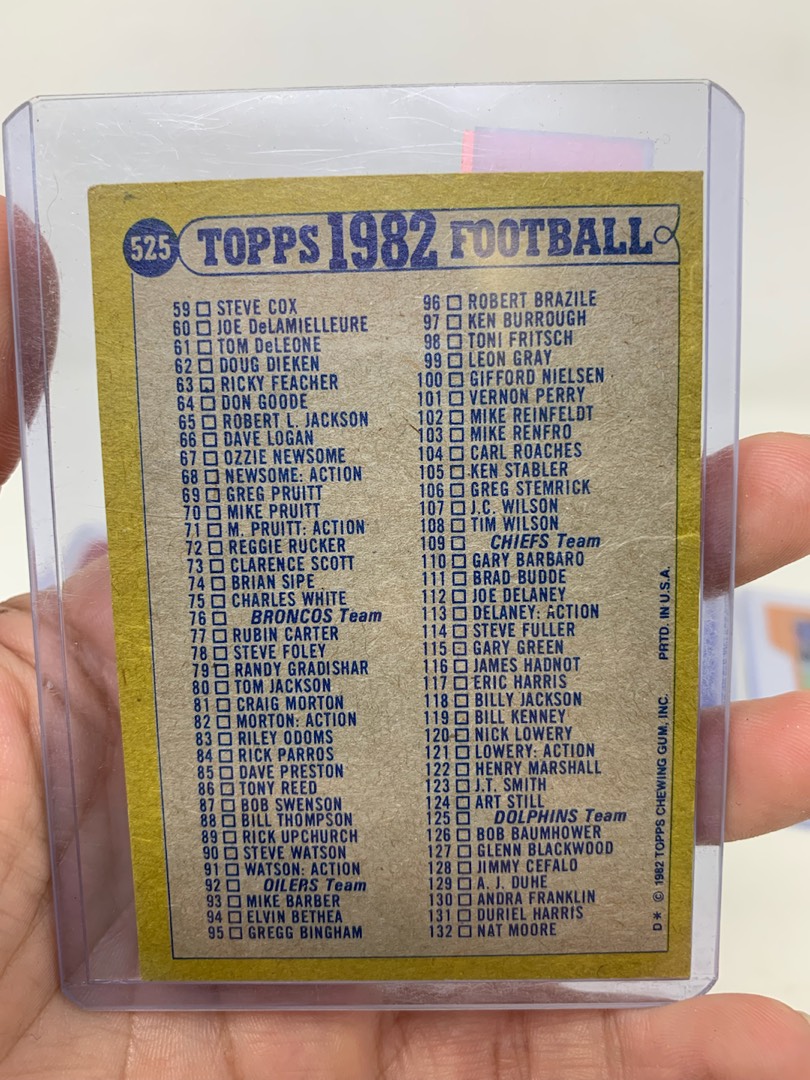 525 TOPPS 1982 FOOTBALL
59 □ STEVE COX
60 □ JOE DeLAMIELLEURE
61 □ TOM DeLEONE
62 □ DOUG DIEKEN
63 □ RICKY FEACHER
64 □ DON GOODE
65 □ ROBERT L. JACKSON
66 □ DAVE LOGAN
67 □ OZZIE NEWSOME
68 □ NEWSOME: ACTION
69 □ GREG PRUITT
70 □ MIKE PRUITT
71 □ M. PRUITT: ACTION
72 □ REGGIE RUCKER
73 □ CLARENCE SCOTT
74 □ BRIAN SIPE
75 □ CHARLES WHITE
76 □ BRONCOS Team
77 □ RUBIN CARTER
78 □ STEVE FOLEY
79 □ RANDY GRADISHAR
80 □ TOM JACKSON
81 □ CRAIG MORTON
82 □ MORTON: ACTION
83 □ RILEY ODOMS
84 □ RICK PARROS
85 □ DAVE PRESTON
86 □ TONY REED
87 □ BOB SWENSON
88 □ BILL THOMPSON
89 □ RICK UPCHURCH
90 □ STEVE WATSON
91 □ WATSON: ACTION
92 □ OILERS Team
93 □ MIKE BARBER
94 □ ELVIN BETHEA
95 □ GREGG BINGHAM
96 □ ROBERT BRAZILE
97 □ KEN BURROUGH
98 □ TONI FRITSCH
99 □ LEON GRAY
100 □ GIFFORD NIELSEN
101 □ VERNON PERRY
102 □ MIKE REINFELDT
103 □ MIKE RENFRO
104 □ CARL ROACHES
105 □ KEN STABLER
106 □ GREG STEMRICK
107 □ J.C. WILSON
108 □ TIM WILSON
109 □ CHIEFS Team
110 □ GARY BARBARO
111 □ BRAD BUDDE
112 □ JOE DELANEY
113 □ DELANEY: ACTION
114 □ STEVE FULLER
115 □ GARY GREEN
116 □ JAMES HADNOT
117 □ ERIC HARRIS
118 □ BILLY JACKSON
119 □ BILL KENNEY
120 □ NICK LOWERY
121 □ LOWERY: ACTION
122 □ HENRY MARSHALL
123 □ J.T. SMITH
124 □ ART STILL
125 □ DOLPHINS Team
126 □ BOB BAUMHOWER
127 □ GLENN BLACKWOOD
128 □ JIMMY CEFALO
129 □ A. J. DUHE
130 □ ANDRA FRANKLIN
131 □ DURIEL HARRIS
132 □ NAT MOORE
D* © 1982 TOPPS CHEWING GUM, INC. PRTD. IN U.S.A.